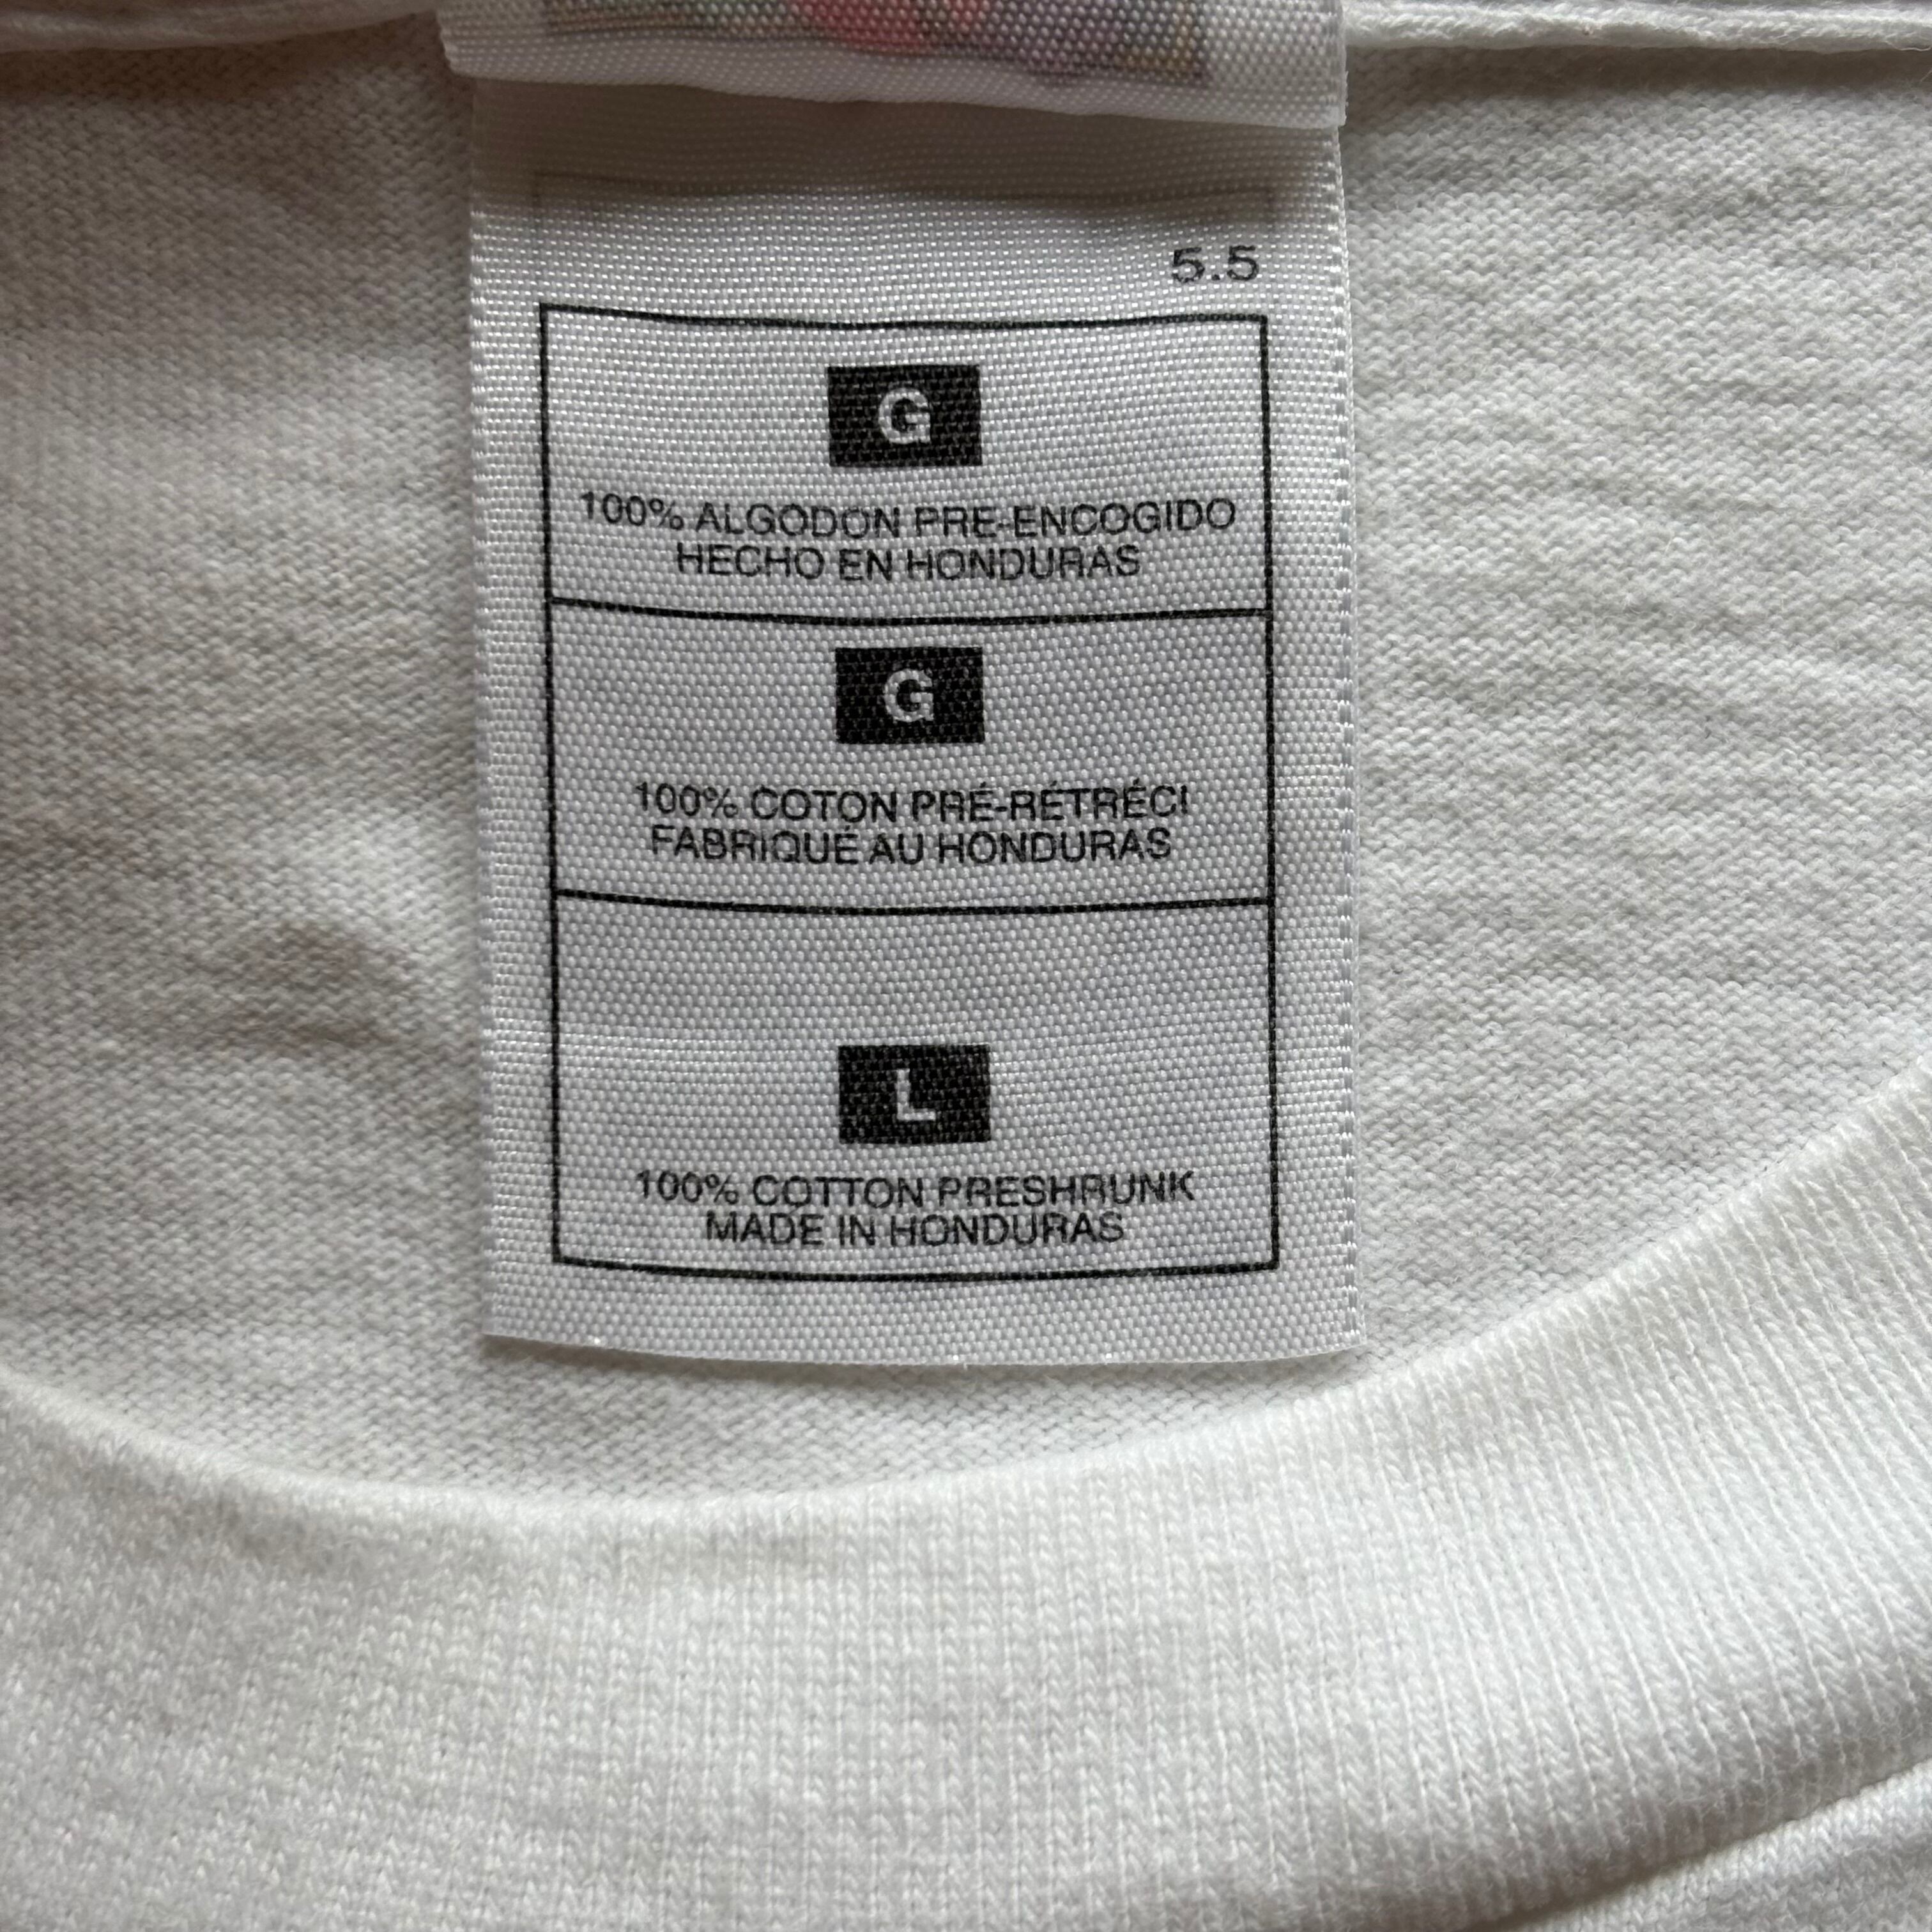 5.5
G
100% ALGODON PRE-ENCOGIDO
HECHO EN HONDURAS
G
100% COTON PRÉ-RÉTRÉCI
FABRIQUÉ AU HONDURAS
L
100% COTTON PRESHRUNK
MADE IN HONDURAS